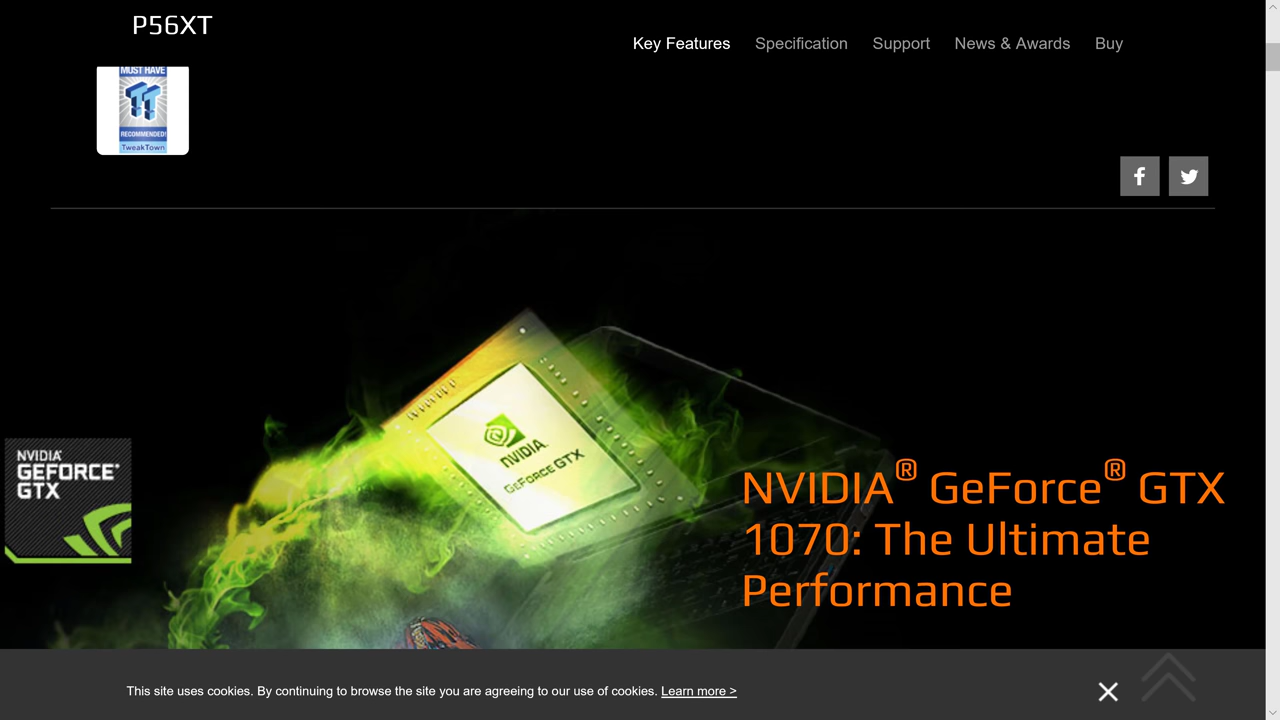 P56XT
Key Features
Specification
Support
News & Awards
Buy
MUST HAVE
TT
RECOMMENDED!
TweakTown
NVIDIA
GEFORCE®
GTX
NVIDIA
GEFORCE GTX
NVIDIA® GeForce® GTX
1070: The Ultimate
Performance
This site uses cookies. By continuing to browse the site you are agreeing to our use of cookies. Learn more >